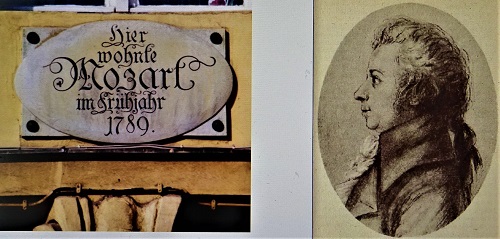 Hier
wohnte
Mozart
im Frühjahr
1789.